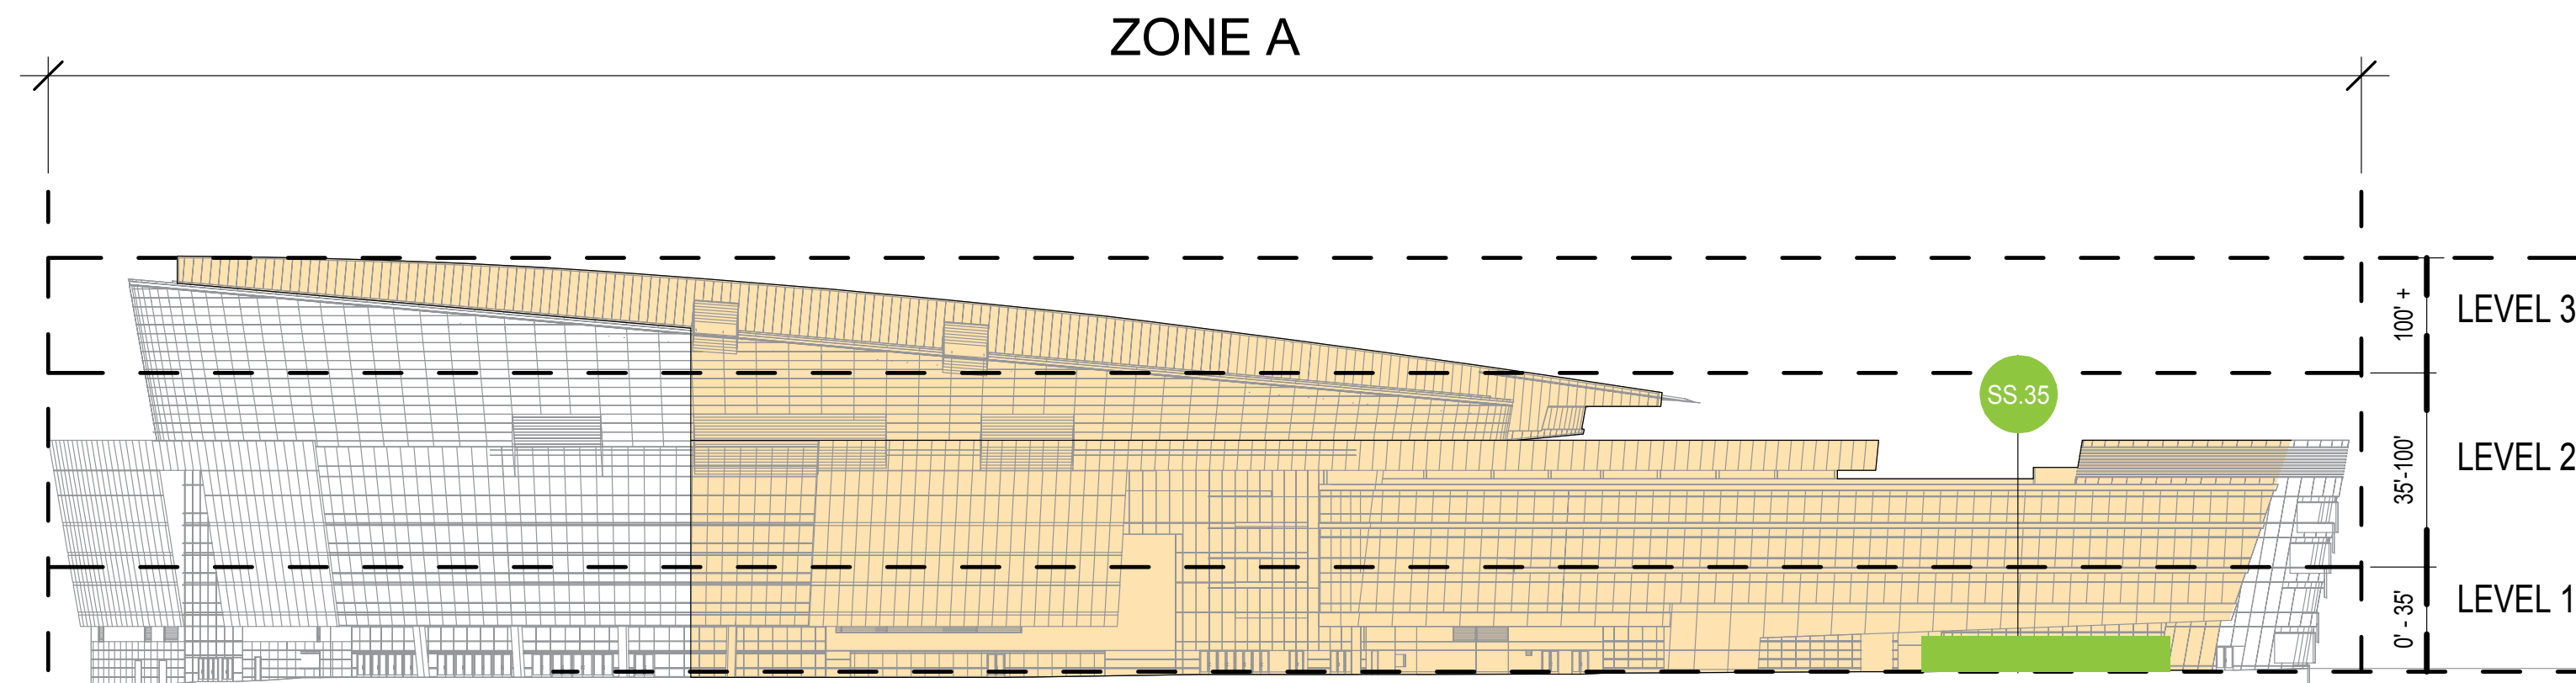 ZONE A
100' +
LEVEL 3
SS.35
35'-100'
LEVEL 2
0' - 35'
LEVEL 1